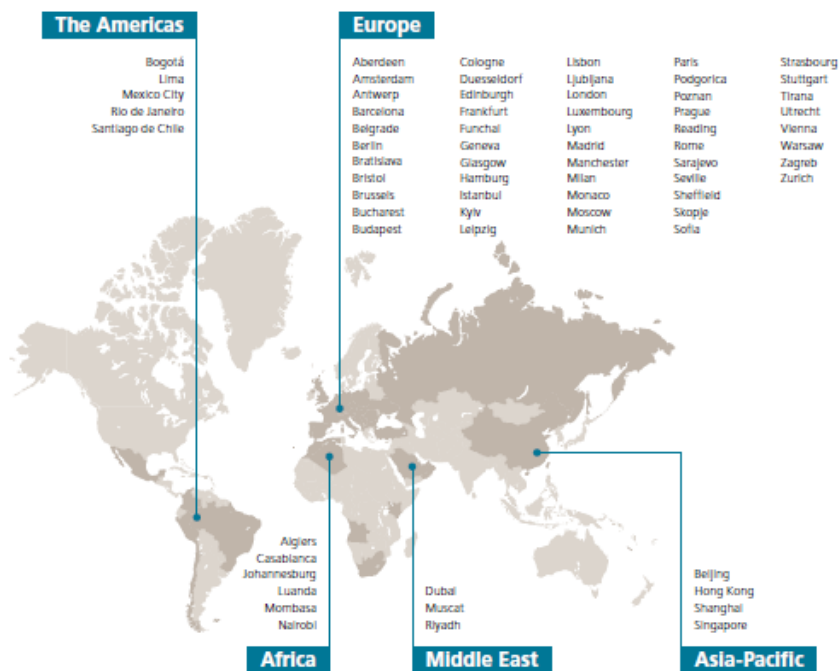 The Americas
Bogotá
Lima
Mexico City
Rio de Janeiro
Santiago de Chile
Europe
Aberdeen
Amsterdam
Antwerp
Barcelona
Belgrade
Berlin
Bratislava
Bristol
Brussels
Bucharest
Budapest
Cologne
Duesseldorf
Edinburgh
Frankfurt
Funchal
Geneva
Glasgow
Hamburg
Istanbul
Kyiv
Leipzig
Lisbon
Ljubljana
London
Luxembourg
Lyon
Madrid
Manchester
Milan
Monaco
Moscow
Munich
Paris
Podgorica
Poznan
Prague
Reading
Rome
Sarajevo
Seville
Sheffield
Skopje
Sofia
Strasbourg
Stuttgart
Tirana
Utrecht
Vienna
Warsaw
Zagreb
Zurich
Algiers
Casablanca
Johannesburg
Luanda
Mombasa
Nairobi
Africa
Dubai
Muscat
Riyadh
Middle East
Beijing
Hong Kong
Shanghai
Singapore
Asia-Pacific